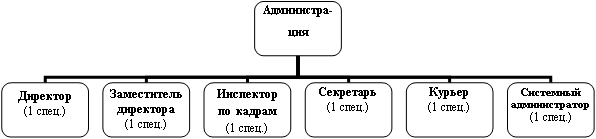 Администра-
ция
Директор
(1 спец.)
Заместитель
директора
(1 спец.)
Инспектор
по кадрам
(1 спец.)
Секретарь
(1 спец.)
Курьер
(1 спец.)
Системный
администратор
(1 спец.)